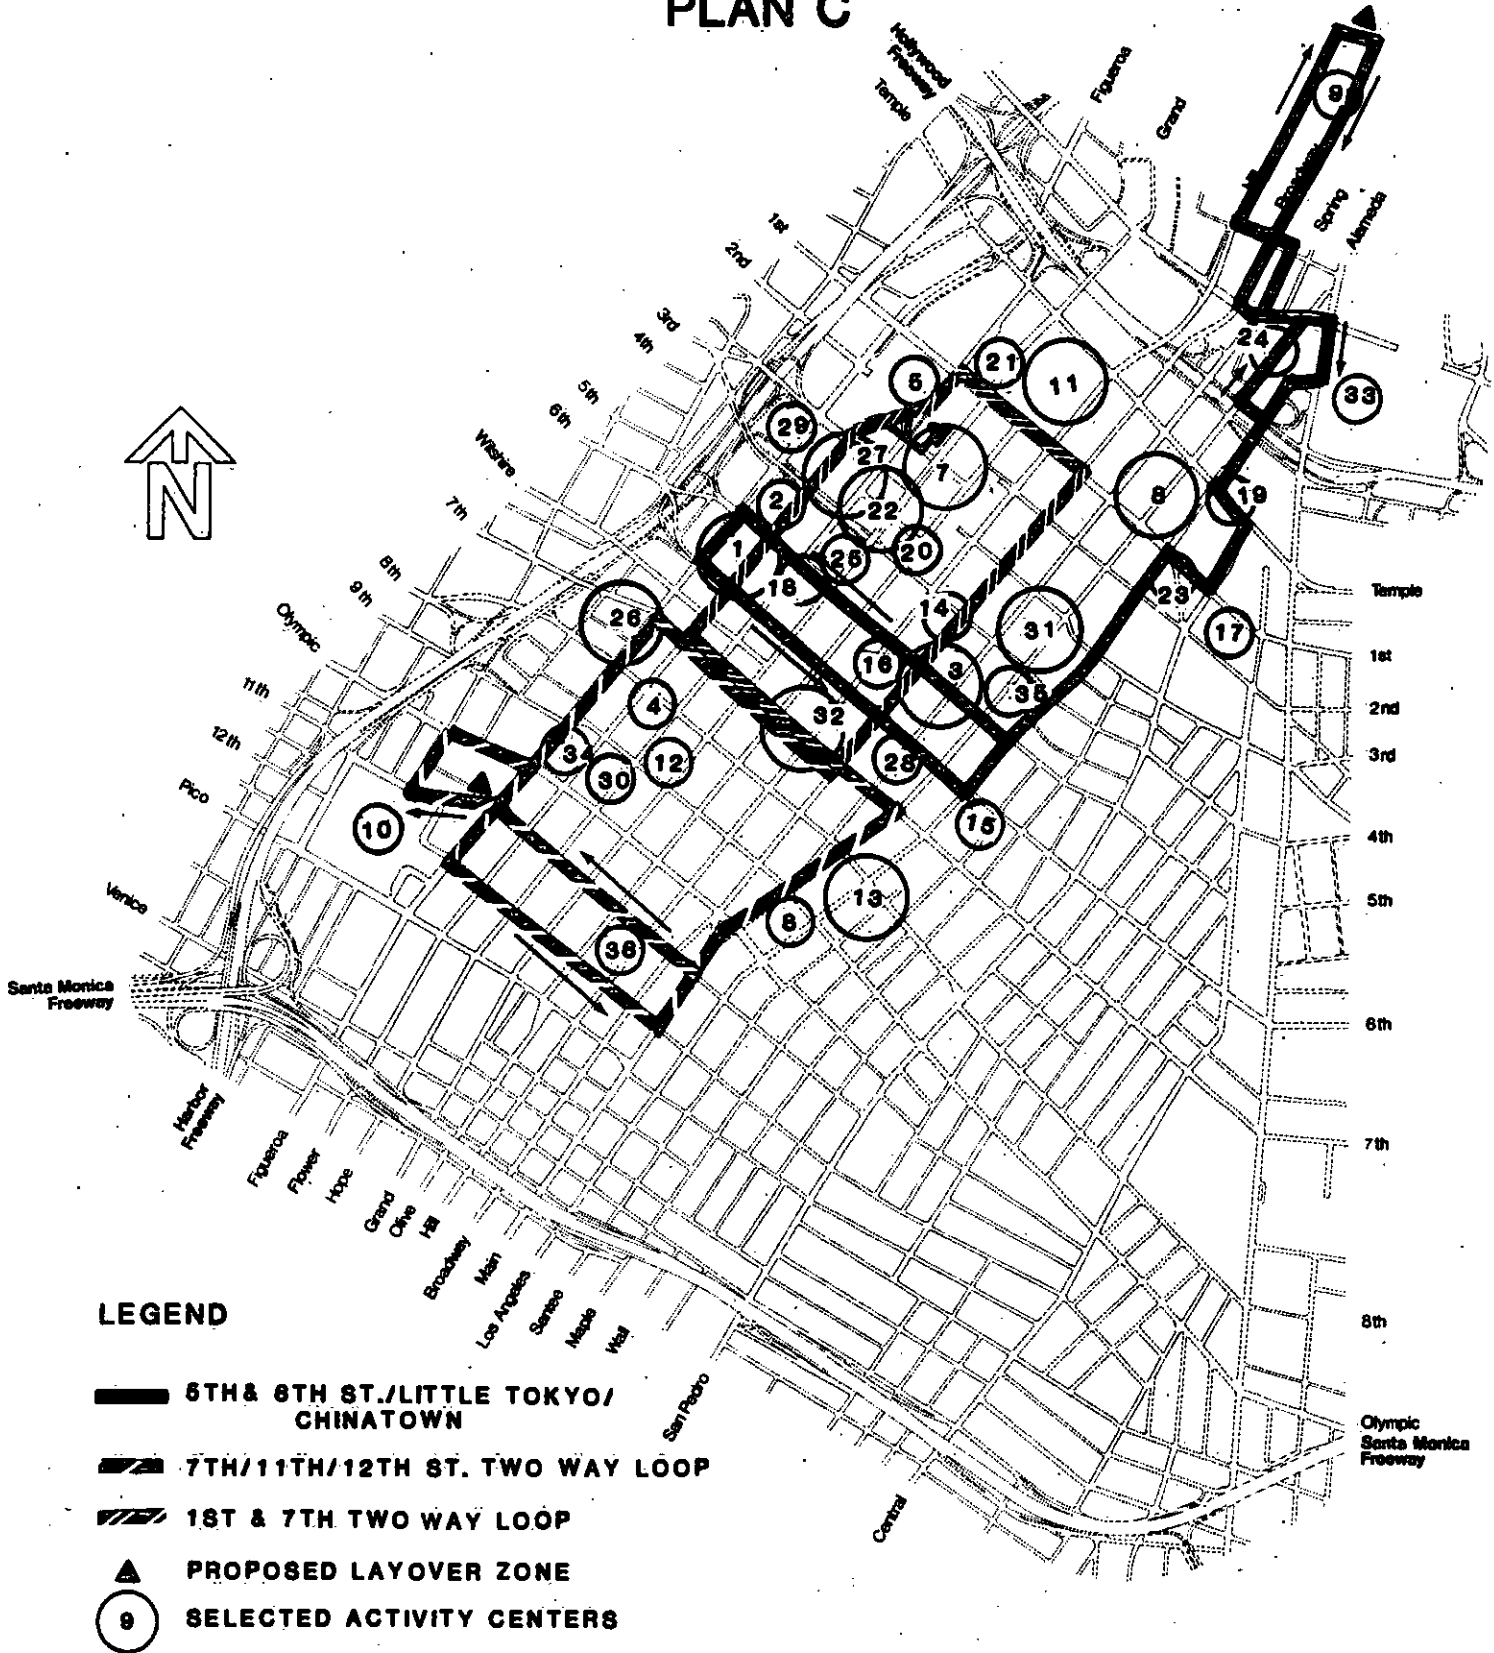 PLAN C
Hollywood
Freeway
Temple
Figueroa
Grand
Hill
Broadway
Spring
Alameda
1st
2nd
3rd
4th
5th
6th
Wilshire
7th
8th
9th
Olympic
11th
12th
Pico
Venice
Santa Monica
Freeway
N
9
24
33
21
11
5
29
27
7
8
19
2
22
1
25
20
18
14
31
23
17
26
16
3
35
4
32
34
30
12
28
15
10
13
6
36
Temple
1st
2nd
3rd
4th
5th
6th
7th
8th
Olympic
Santa Monica
Freeway
Harbor
Freeway
Figueroa
Flower
Hope
Grand
Olive
Hill
Broadway
Main
Los Angeles
Santee
Maple
Wall
San Pedro
Central
LEGEND
5TH & 6TH ST./LITTLE TOKYO/
CHINATOWN
7TH/11TH/12TH ST. TWO WAY LOOP
1ST & 7TH TWO WAY LOOP
PROPOSED LAYOVER ZONE
9
SELECTED ACTIVITY CENTERS